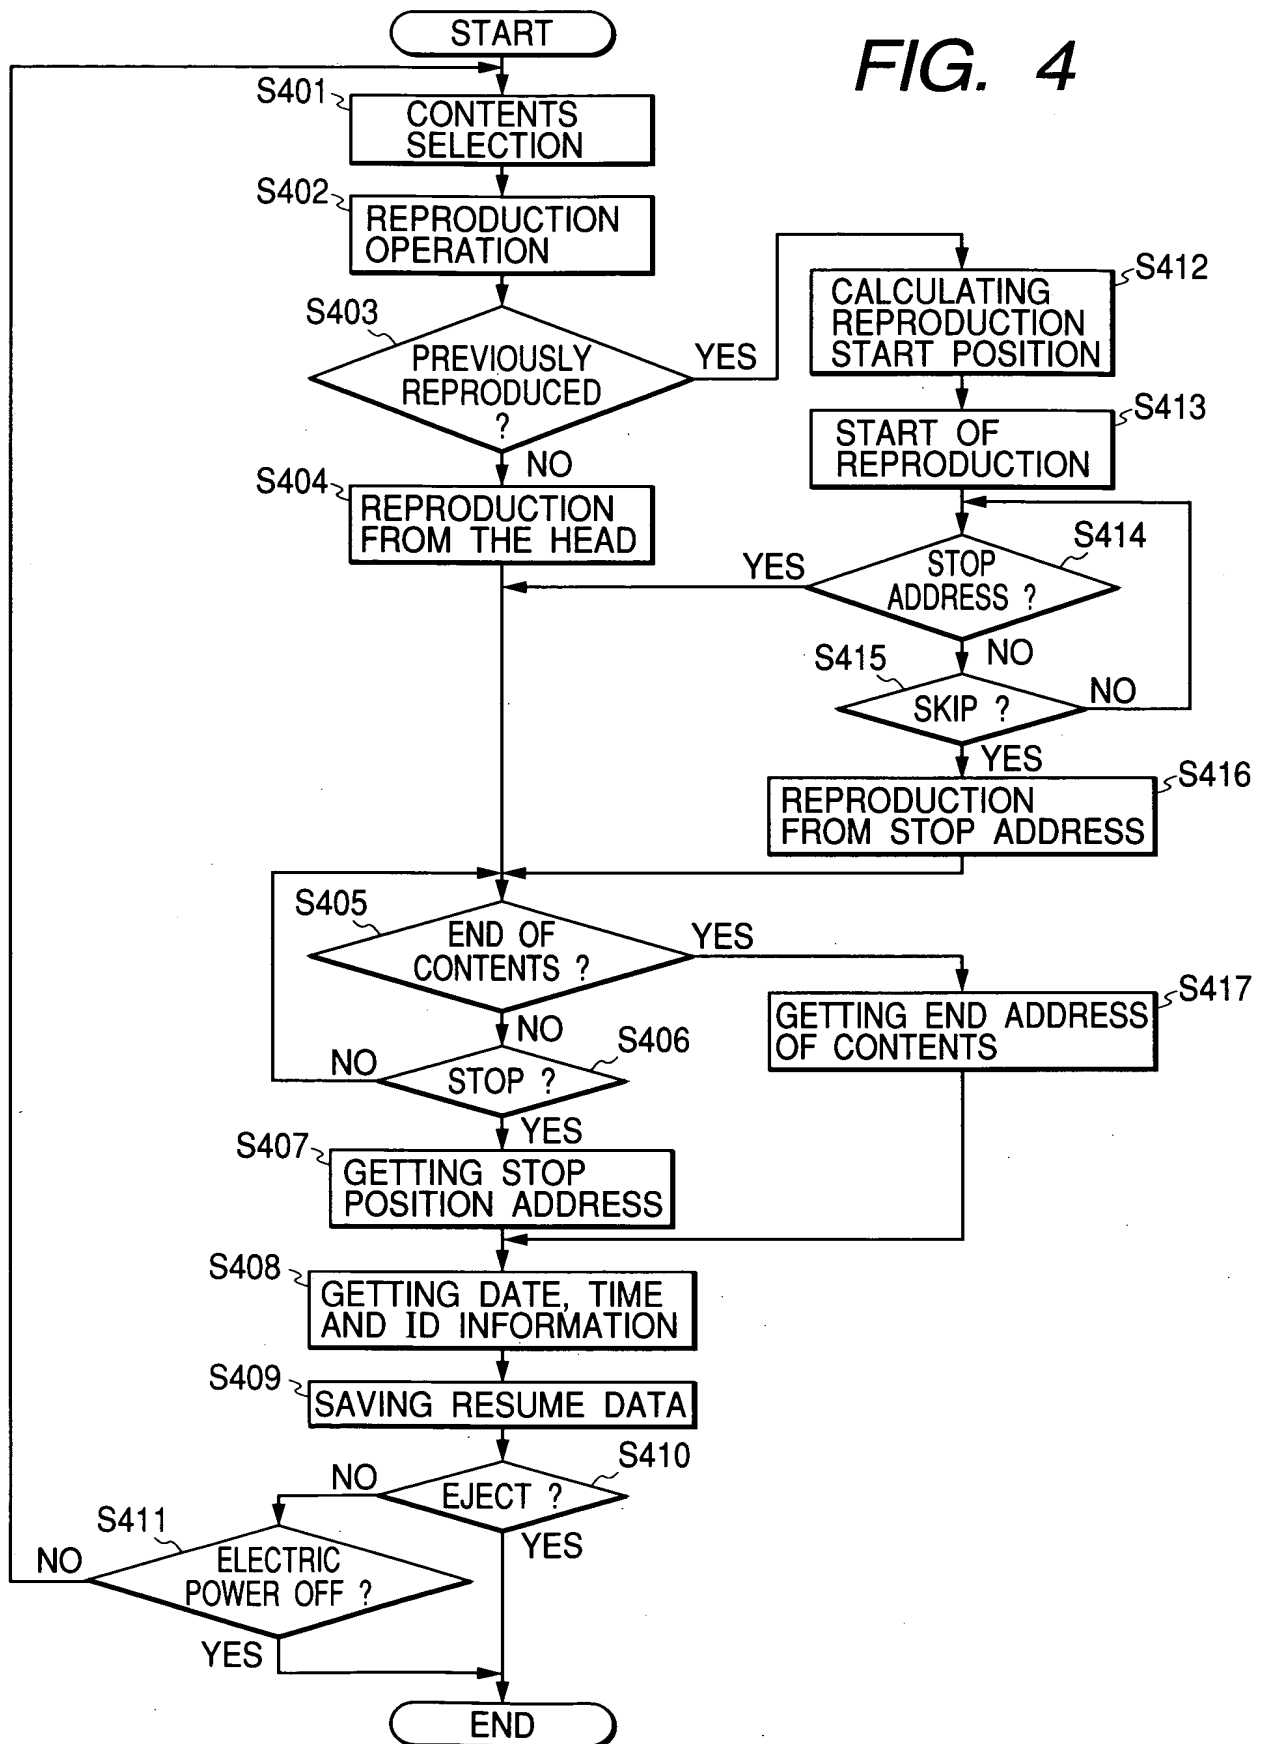 START
FIG. 4
S401
CONTENTS
SELECTION
S402
REPRODUCTION
OPERATION
S403
PREVIOUSLY
REPRODUCED
?
YES
NO
S412
CALCULATING
REPRODUCTION
START POSITION
S413
START OF
REPRODUCTION
S404
REPRODUCTION
FROM THE HEAD
S414
STOP
ADDRESS ?
YES
NO
S415
SKIP ?
NO
YES
S416
REPRODUCTION
FROM STOP ADDRESS
S405
END OF
CONTENTS ?
YES
NO
S417
GETTING END ADDRESS
OF CONTENTS
S406
STOP ?
NO
YES
S407
GETTING STOP
POSITION ADDRESS
S408
GETTING DATE, TIME
AND ID INFORMATION
S409
SAVING RESUME DATA
S410
EJECT ?
NO
YES
S411
ELECTRIC
POWER OFF ?
NO
YES
END